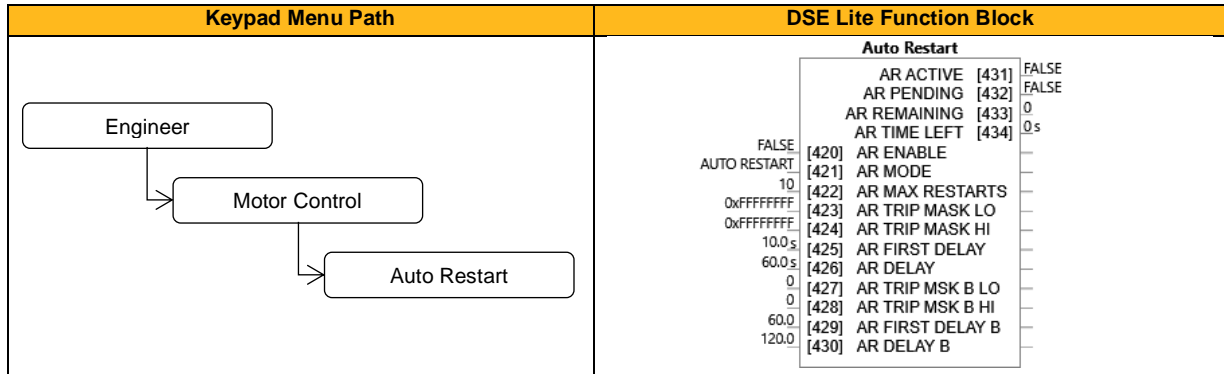 Keypad Menu Path
DSE Lite Function Block
Engineer
Motor Control
Auto Restart
Auto Restart
AR ACTIVE [431] FALSE
AR PENDING [432] FALSE
AR REMAINING [433] 0
AR TIME LEFT [434] 0 s
FALSE [420] AR ENABLE
AUTO RESTART [421] AR MODE
10 [422] AR MAX RESTARTS
0xFFFFFFFF [423] AR TRIP MASK LO
0xFFFFFFFF [424] AR TRIP MASK HI
10.0 s [425] AR FIRST DELAY
60.0 s [426] AR DELAY
0 [427] AR TRIP MSK B LO
0 [428] AR TRIP MSK B HI
60.0 [429] AR FIRST DELAY B
120.0 [430] AR DELAY B